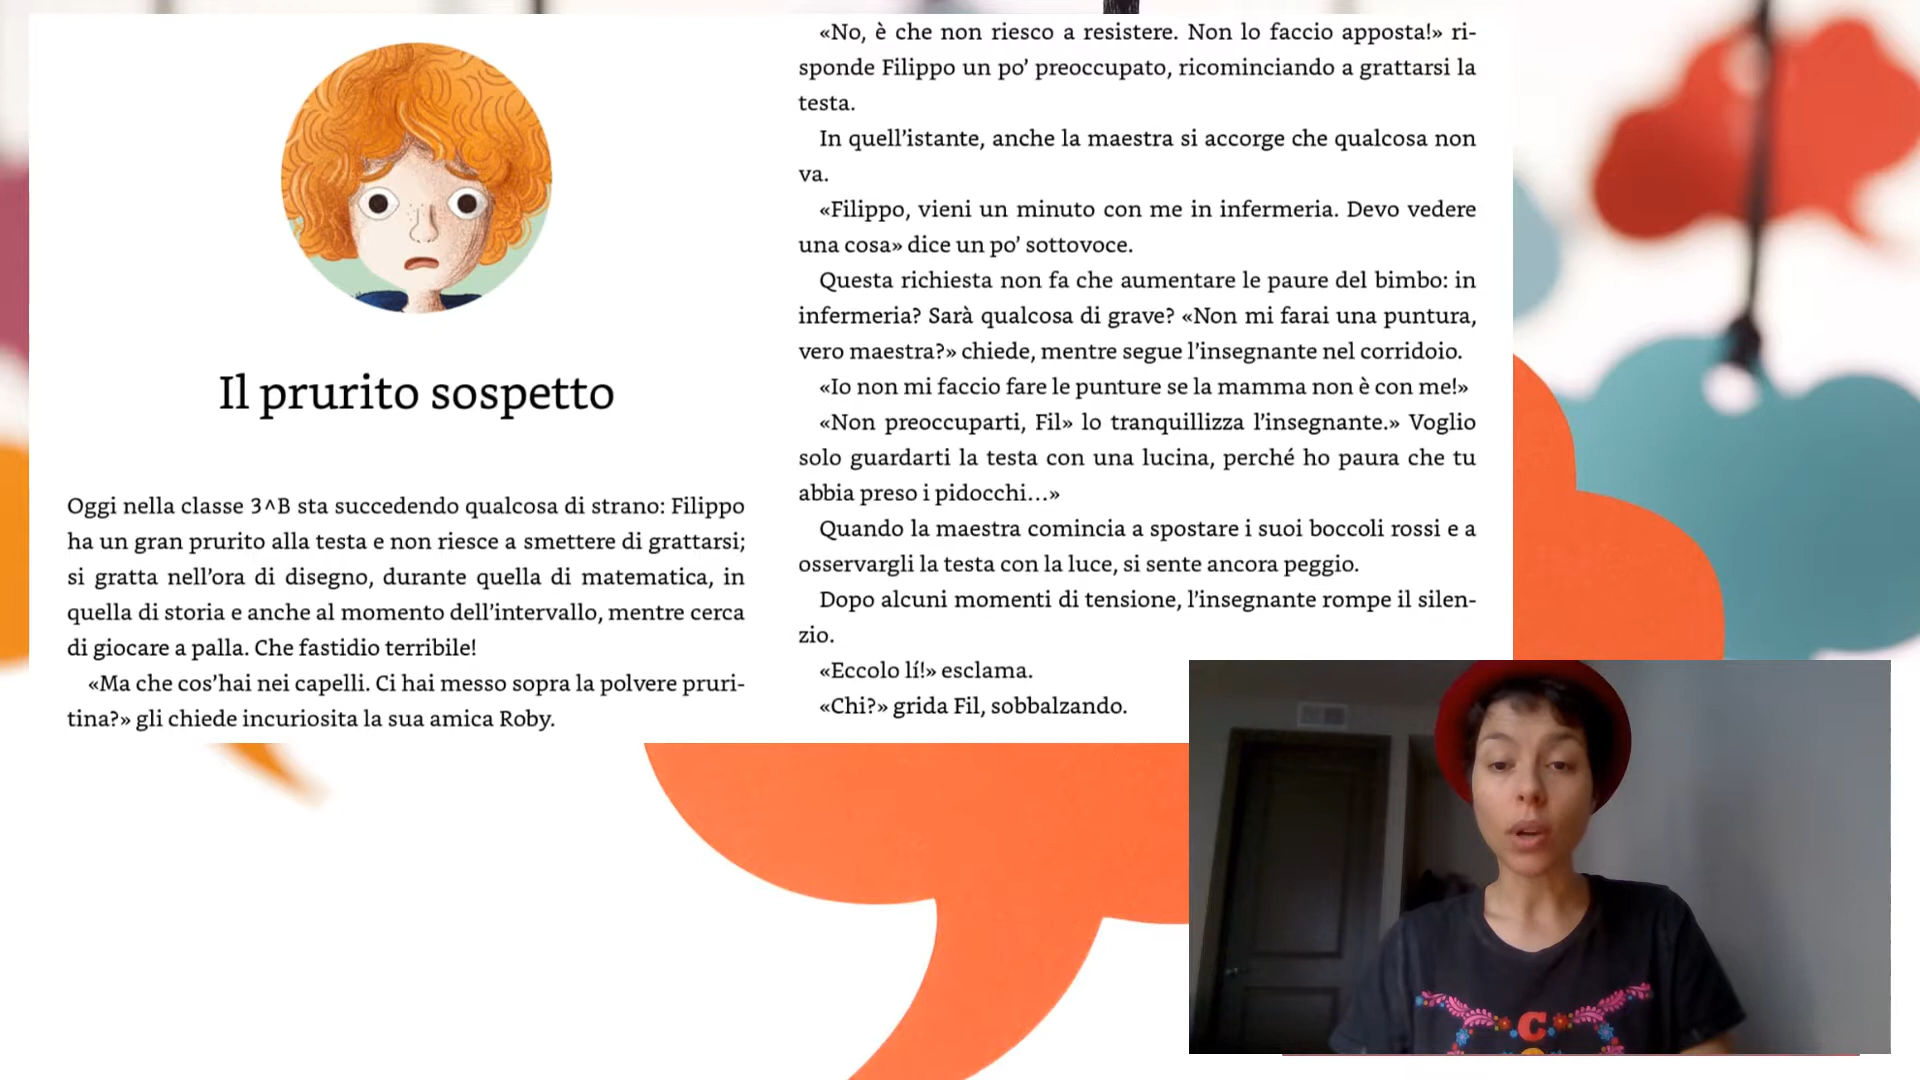 Il prurito sospetto
Oggi nella classe 3^B sta succedendo qualcosa di strano: Filippo
ha un gran prurito alla testa e non riesce a smettere di grattarsi;
si gratta nell’ora di disegno, durante quella di matematica, in
quella di storia e anche al momento dell’intervallo, mentre cerca
di giocare a palla. Che fastidio terribile!
«Ma che cos’hai nei capelli. Ci hai messo sopra la polvere pruri-
tina?» gli chiede incuriosita la sua amica Roby.
«No, è che non riesco a resistere. Non lo faccio apposta!» ri-
sponde Filippo un po’ preoccupato, ricominciando a grattarsi la
testa.
In quell’istante, anche la maestra si accorge che qualcosa non
va.
«Filippo, vieni un minuto con me in infermeria. Devo vedere
una cosa» dice un po’ sottovoce.
Questa richiesta non fa che aumentare le paure del bimbo: in
infermeria? Sarà qualcosa di grave? «Non mi farai una puntura,
vero maestra?» chiede, mentre segue l’insegnante nel corridoio.
«Io non mi faccio fare le punture se la mamma non è con me!»
«Non preoccuparti, Fil» lo tranquillizza l’insegnante.» Voglio
solo guardarti la testa con una lucina, perché ho paura che tu
abbia preso i pidocchi…»
Quando la maestra comincia a spostare i suoi boccoli rossi e a
osservargli la testa con la luce, si sente ancora peggio.
Dopo alcuni momenti di tensione, l’insegnante rompe il silen-
zio.
«Eccolo lí!» esclama.
«Chi?» grida Fil, sobbalzando.
C